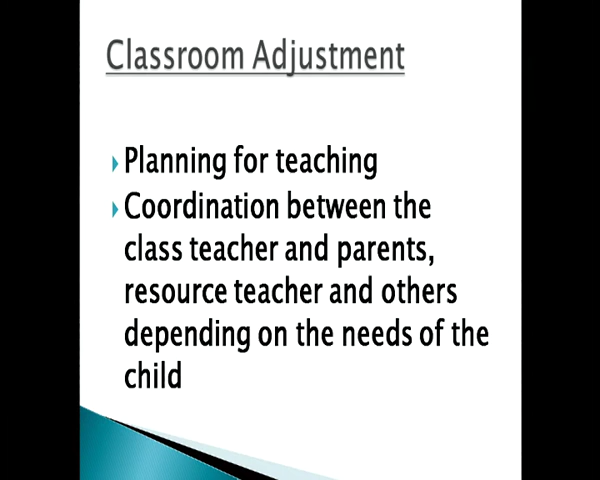 Classroom Adjustment
Planning for teaching
Coordination between the
class teacher and parents,
resource teacher and others
depending on the needs of the
child